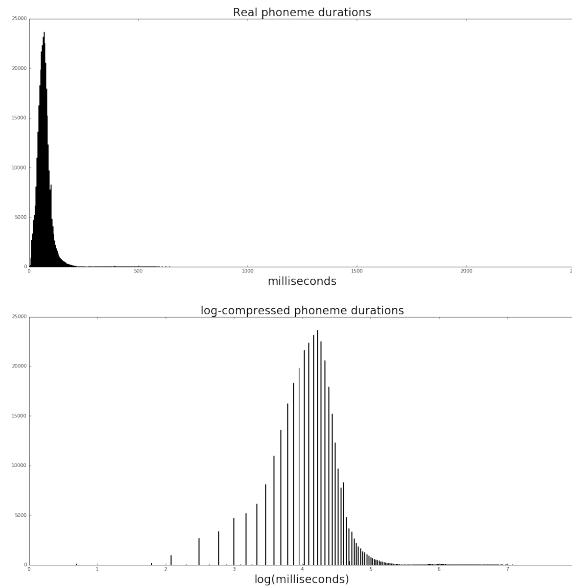 Real phoneme durations
25000
20000
15000
10000
5000
0
0 500 1000 1500 2000
milliseconds
log-compressed phoneme durations
25000
20000
15000
10000
5000
0
0 1 2 3 4 5 6 7
log(milliseconds)